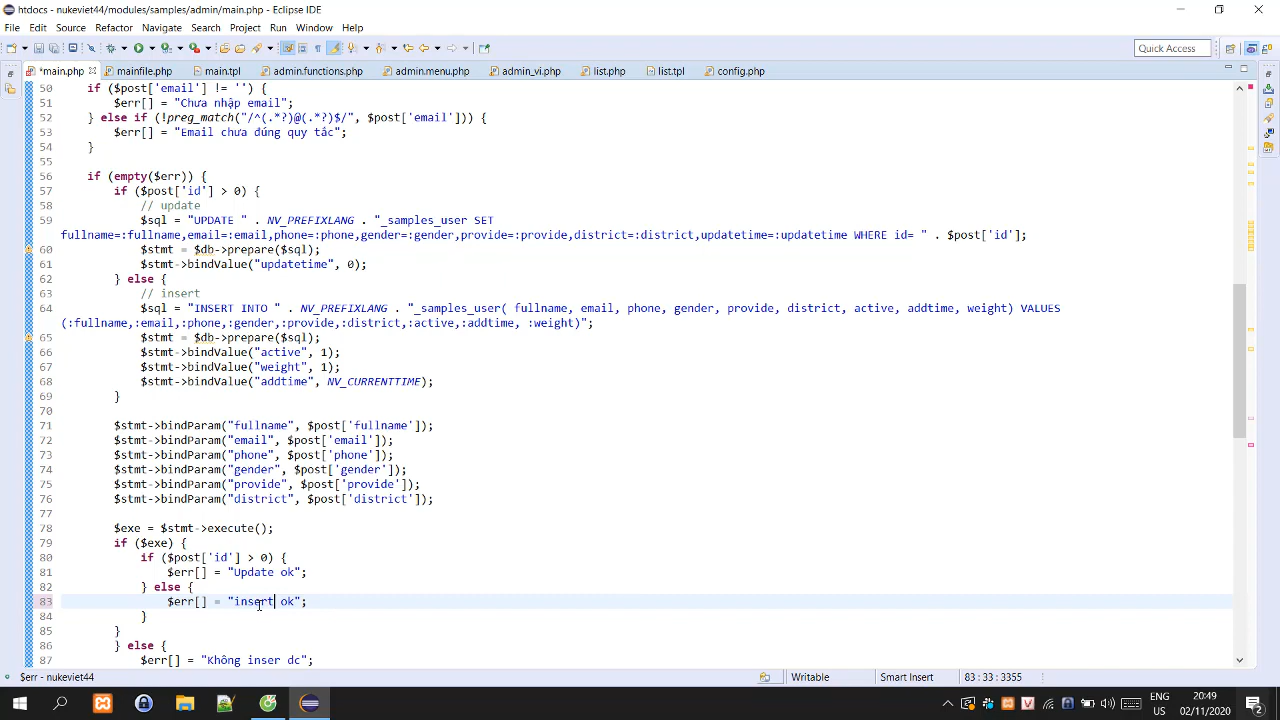 htdocs - nukeviet44/modules/samples/admin/main.php - Eclipse IDE
File Edit Source Refactor Navigate Search Project Run Window Help
Quick Access
*main.php mainfile.php main.tpl admin.functions.php admin.menu.php admin_vi.php list.php list.tpl config.php
50 if ($post['email'] != '') {
51 $err[] = "Chưa nhập email";
52 } else if (!preg_match("/^(.*?)@(.*?)$/", $post['email'])) {
53 $err[] = "Email chưa đúng quy tắc";
54 }
55
56 if (empty($err)) {
57 if ($post['id'] > 0) {
58 // update
59 $sql = "UPDATE " . NV_PREFIXLANG . "_samples_user SET
fullname=:fullname,email=:email,phone=:phone,gender=:gender,provide=:provide,district=:district,updatetime=:updatetime WHERE id= " . $post['id'];
60 $stmt = $db->prepare($sql);
61 $stmt->bindValue("updatetime", 0);
62 } else {
63 // insert
64 $sql = "INSERT INTO " . NV_PREFIXLANG . "_samples_user( fullname, email, phone, gender, provide, district, active, addtime, weight) VALUES
(:fullname,:email,:phone,:gender,:provide,:district,:active,:addtime, :weight)";
65 $stmt = $db->prepare($sql);
66 $stmt->bindValue("active", 1);
67 $stmt->bindValue("weight", 1);
68 $stmt->bindValue("addtime", NV_CURRENTTIME);
69 }
70
71 $stmt->bindParam("fullname", $post['fullname']);
72 $stmt->bindParam("email", $post['email']);
73 $stmt->bindParam("phone", $post['phone']);
74 $stmt->bindParam("gender", $post['gender']);
75 $stmt->bindParam("provide", $post['provide']);
76 $stmt->bindParam("district", $post['district']);
77
78 $exe = $stmt->execute();
79 if ($exe) {
80 if ($post['id'] > 0) {
81 $err[] = "Update ok";
82 } else {
83 $err[] = "insert ok";
84 }
85 }
86 } else {
87 $err[] = "Không inser dc";
$err - nukeviet44 Writable Smart Insert 83 : 33 : 3355
ENG 20:49
US 02/11/2020
2